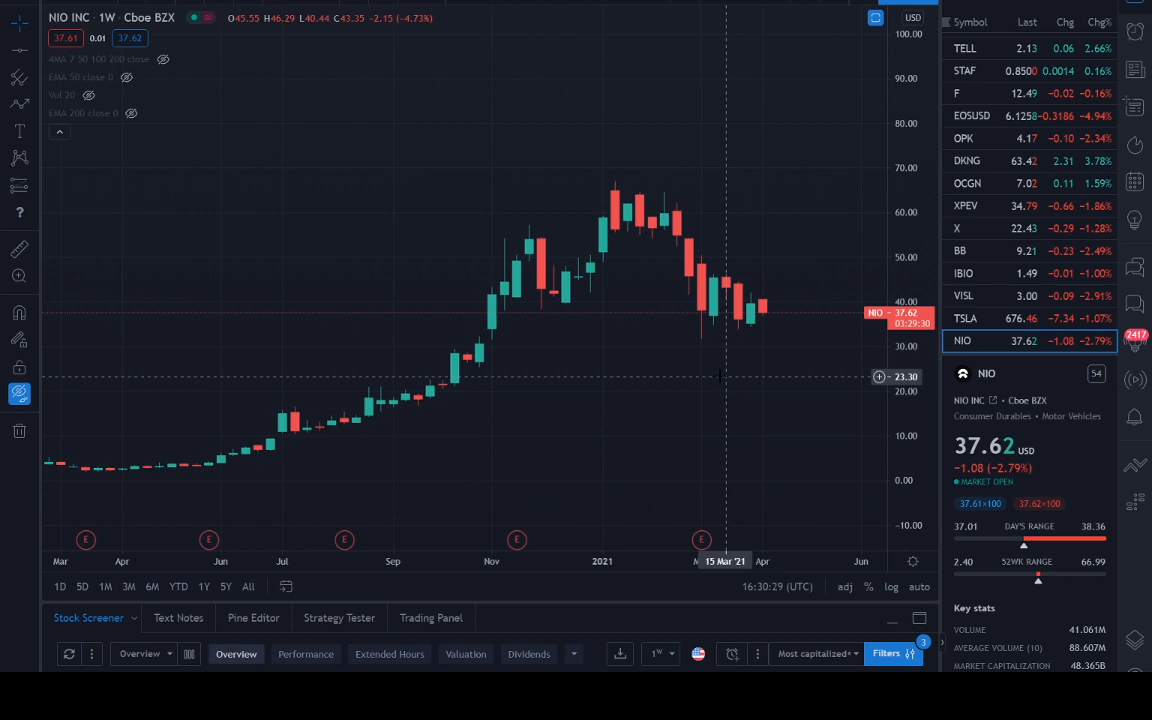 NIO INC · 1W · Cboe BZX O45.55 H46.29 L40.44 C43.35 −2.15 (−4.73%)
37.61 0.01 37.62
4MA 7 50 100 200 close
EMA 50 close 0
Vol 20
EMA 200 close 0
USD
100.00
90.00
80.00
70.00
60.00
50.00
40.00
NIO 37.62
03:29:30
30.00
23.30
20.00
10.00
0.00
−10.00
E E E E E
Mar Apr Jun Jul Sep Nov 2021 15 Mar '21 Apr Jun
1D 5D 1M 3M 6M YTD 1Y 5Y All 16:30:29 (UTC) adj % log auto
Stock Screener Text Notes Pine Editor Strategy Tester Trading Panel
Overview Overview Performance Extended Hours Valuation Dividends 1W Most capitalized Filters 3
Symbol Last Chg Chg%
TELL 2.13 0.06 2.66%
STAF 0.8500 0.0014 0.16%
F 12.49 −0.02 −0.16%
EOSUSD 6.1258 −0.3186 −4.94%
OPK 4.17 −0.10 −2.34%
DKNG 63.42 2.31 3.78%
OCGN 7.02 0.11 1.59%
XPEV 34.79 −0.66 −1.86%
X 22.43 −0.29 −1.28%
BB 9.21 −0.23 −2.49%
IBIO 1.49 −0.01 −1.00%
VISL 3.00 −0.09 −2.91%
TSLA 676.46 −7.34 −1.07%
NIO 37.62 −1.08 −2.79%
NIO 54
NIO INC · Cboe BZX
Consumer Durables · Motor Vehicles
37.62 USD
−1.08 (−2.79%)
MARKET OPEN
37.61×100 37.62×100
37.01 DAY'S RANGE 38.36
2.40 52WK RANGE 66.99
Key stats
VOLUME 41.061M
AVERAGE VOLUME (10) 88.607M
MARKET CAPITALIZATION 48.365B
2417